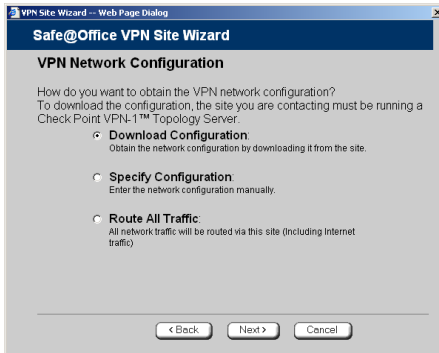 VPN Site Wizard -- Web Page Dialog
Safe@Office VPN Site Wizard
VPN Network Configuration
How do you want to obtain the VPN network configuration?
To download the configuration, the site you are contacting must be running a
Check Point VPN-1™ Topology Server.
Download Configuration:
Obtain the network configuration by downloading it from the site.
Specify Configuration:
Enter the network configuration manually.
Route All Traffic:
All network traffic will be routed via this site (Including Internet
traffic)
< Back Next > Cancel